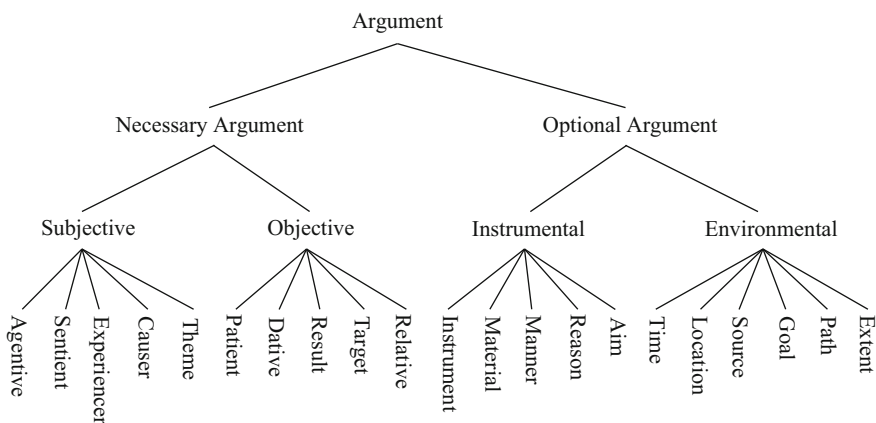 Argument
Necessary Argument
Optional Argument
Subjective
Objective
Instrumental
Environmental
Agentive
Sentient
Experiencer
Causer
Theme
Patient
Dative
Result
Target
Relative
Instrument
Material
Manner
Reason
Aim
Time
Location
Source
Goal
Path
Extent